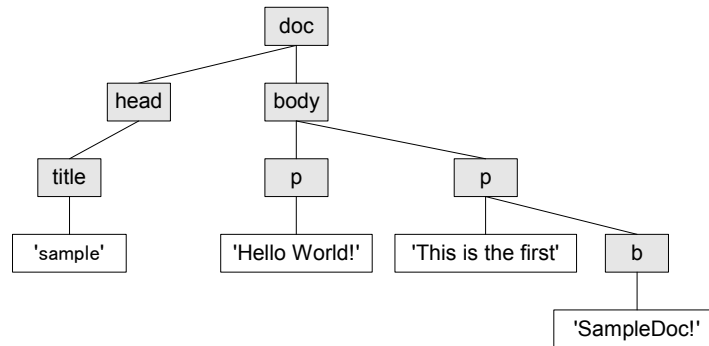 doc
head
body
title
p
p
'sample'
'Hello World!'
'This is the first'
b
'SampleDoc!'